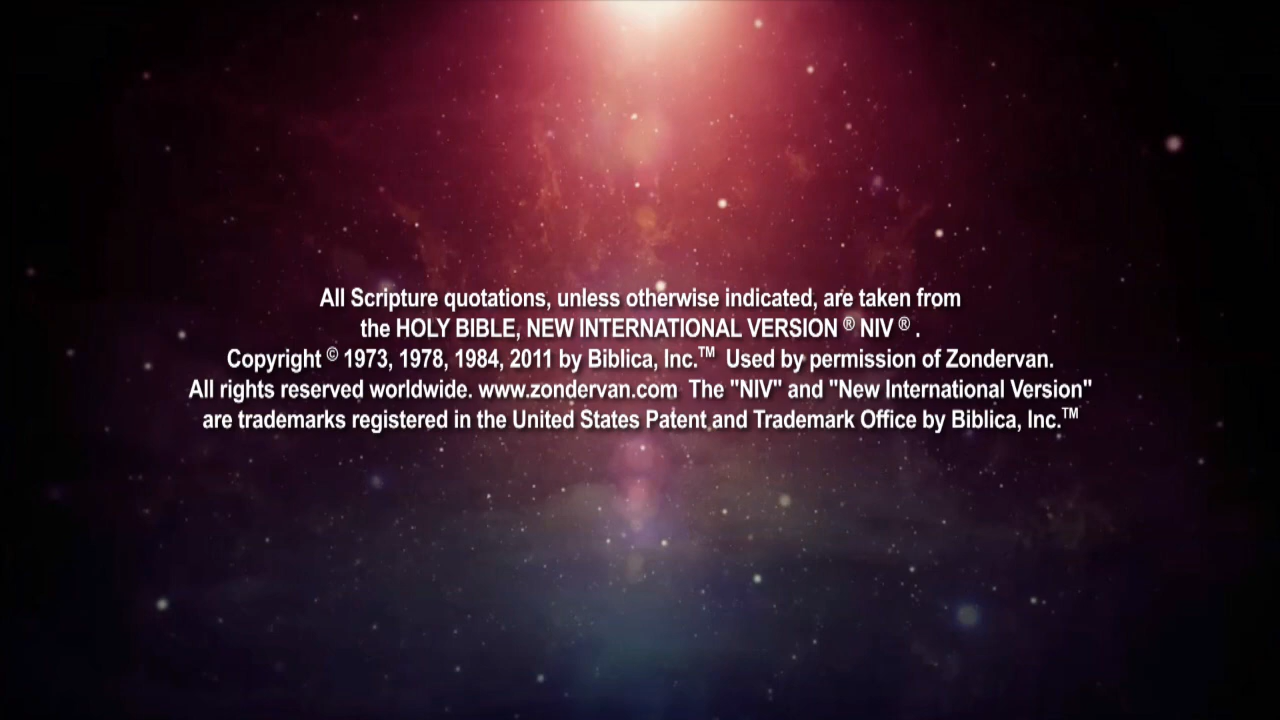 All Scripture quotations, unless otherwise indicated, are taken from
the HOLY BIBLE, NEW INTERNATIONAL VERSION ® NIV ® .
Copyright © 1973, 1978, 1984, 2011 by Biblica, Inc.™ Used by permission of Zondervan.
All rights reserved worldwide. www.zondervan.com The "NIV" and "New International Version"
are trademarks registered in the United States Patent and Trademark Office by Biblica, Inc.™